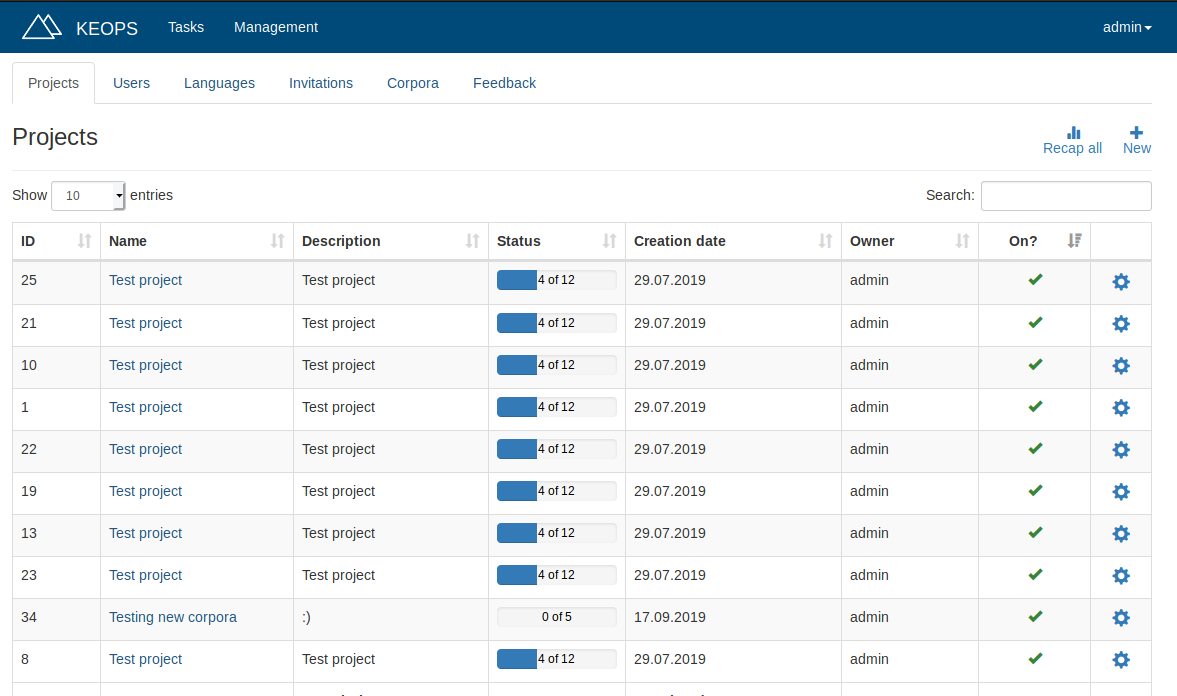 KEOPS Tasks Management admin
Projects Users Languages Invitations Corpora Feedback
Projects
Recap all New
Show 10 entries Search:
ID Name Description Status Creation date Owner On?
25 Test project Test project 4 of 12 29.07.2019 admin
21 Test project Test project 4 of 12 29.07.2019 admin
10 Test project Test project 4 of 12 29.07.2019 admin
1 Test project Test project 4 of 12 29.07.2019 admin
22 Test project Test project 4 of 12 29.07.2019 admin
19 Test project Test project 4 of 12 29.07.2019 admin
13 Test project Test project 4 of 12 29.07.2019 admin
23 Test project Test project 4 of 12 29.07.2019 admin
34 Testing new corpora :) 0 of 5 17.09.2019 admin
8 Test project Test project 4 of 12 29.07.2019 admin